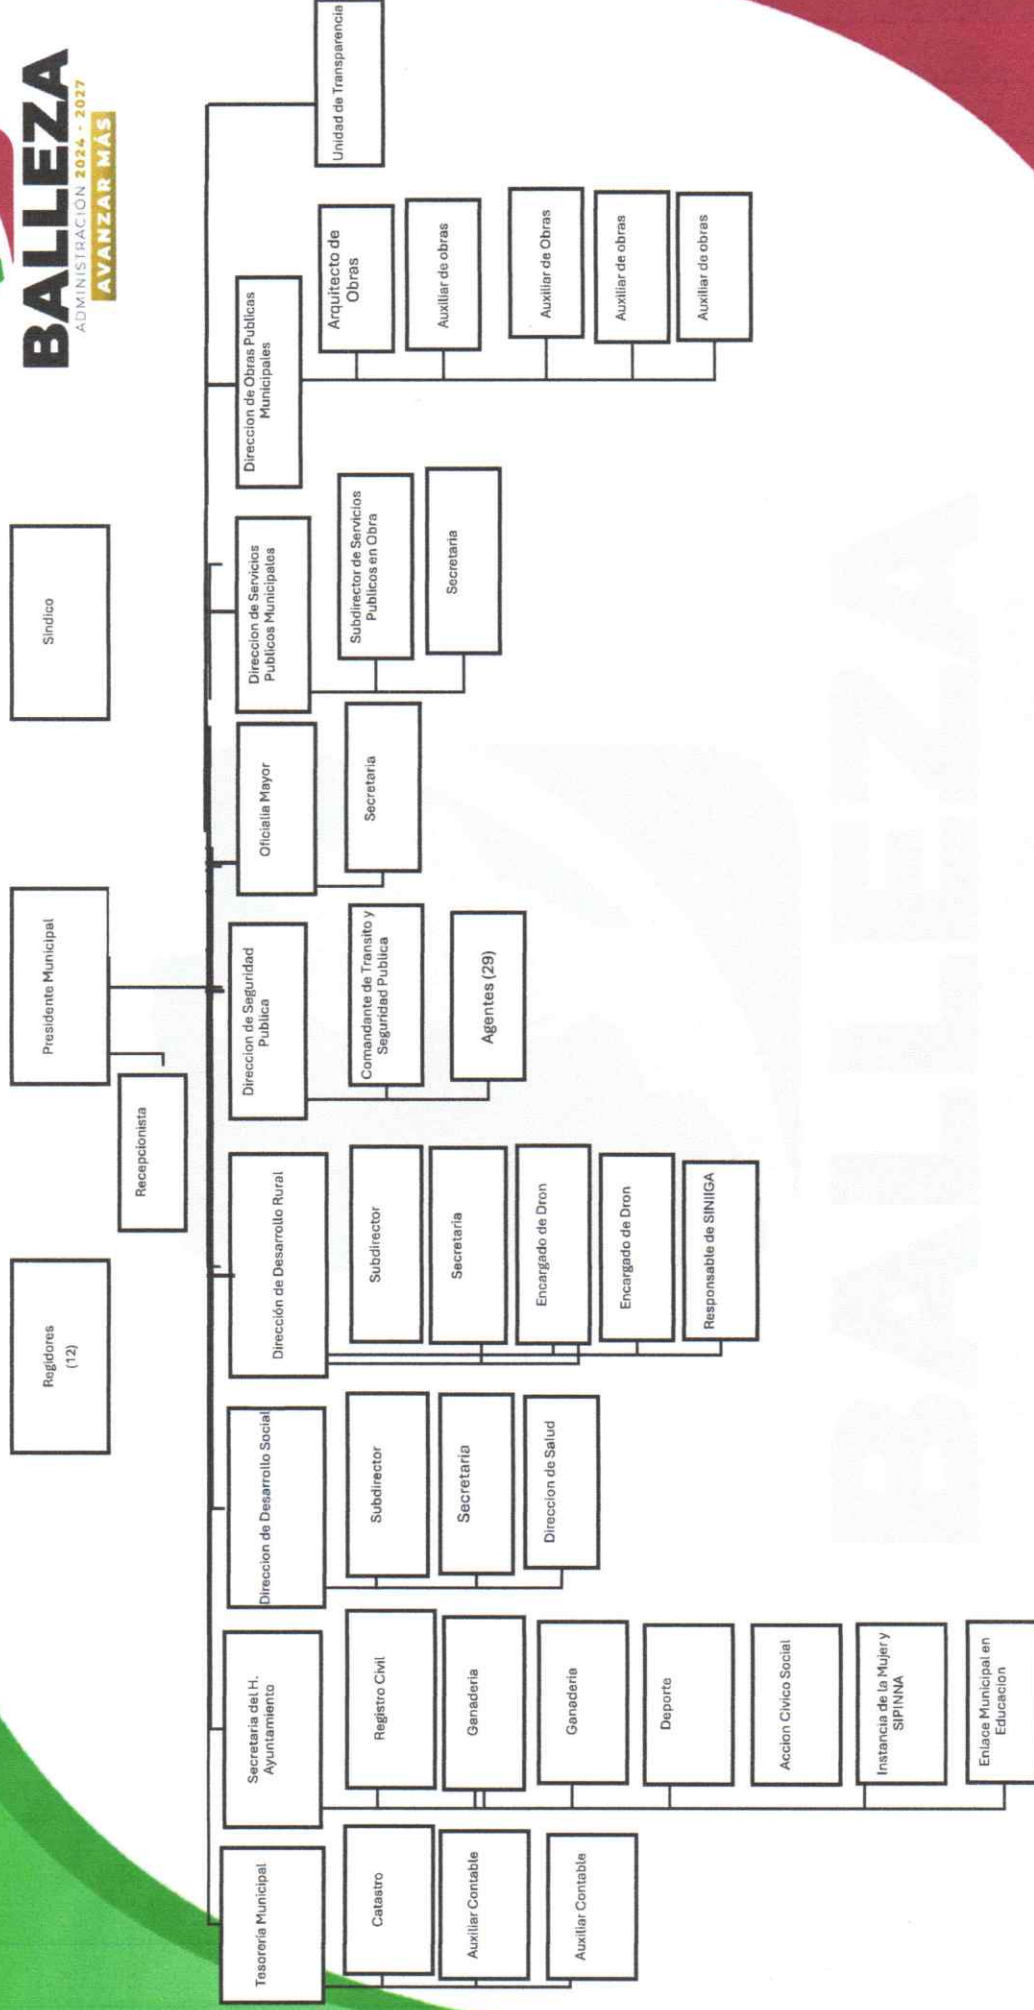 BALLEZA
ADMINISTRACIÓN 2024 - 2027
AVANZAR MÁS
Regidores
(12)
Presidente Municipal
Sindico
Recepcionista
Tesorería Municipal
Catastro
Auxiliar Contable
Auxiliar Contable
Secretaria del H.
Ayuntamiento
Registro Civil
Ganaderia
Ganaderia
Deporte
Accion Civico Social
Instancia de la Mujer y
SIPINNA
Enlace Municipal en
Educacion
Direccion de Desarrollo Social
Subdirector
Secretaria
Direccion de Salud
Dirección de Desarrollo Rural
Subdirector
Secretaria
Encargado de Dron
Encargado de Dron
Responsable de SINIIGA
Direccion de Seguridad
Publica
Comandante de Transito y
Seguridad Publica
Agentes (29)
Oficialia Mayor
Secretaria
Direccion de Servicios
Publicos Municipales
Subdirector de Servicios
Publicos en Obra
Secretaria
Direccion de Obras Publicas
Municipales
Arquitecto de
Obras
Auxiliar de obras
Auxiliar de Obras
Auxiliar de obras
Auxiliar de obras
Unidad de Transparencia
BALLEZA